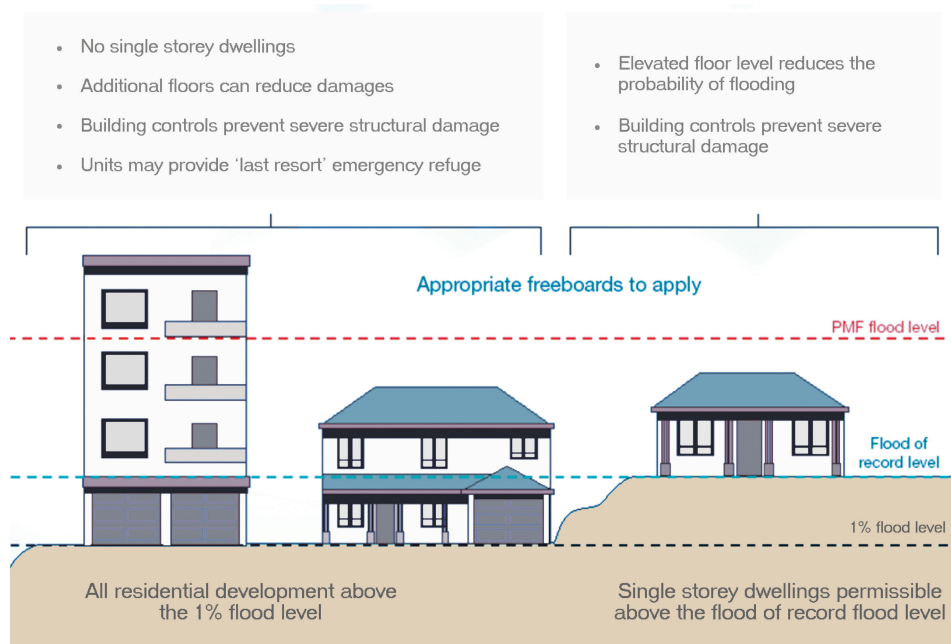 • No single storey dwellings
• Additional floors can reduce damages
• Building controls prevent severe structural damage
• Units may provide ‘last resort’ emergency refuge
• Elevated floor level reduces the
probability of flooding
• Building controls prevent severe
structural damage
Appropriate freeboards to apply
PMF flood level
Flood of
record level
1% flood level
All residential development above
the 1% flood level
Single storey dwellings permissible
above the flood of record flood level